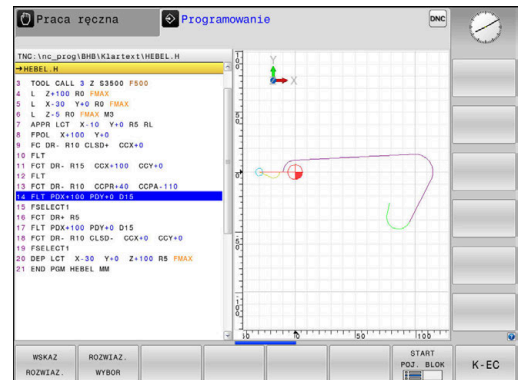 Praca ręczna
Programowanie
DNC
TNC:\nc_prog\BHB\Klartext\HEBEL.H
→HEBEL.H
3 TOOL CALL 3 Z S3500 F500
4 L Z+100 R0 FMAX
5 L X-30 Y+0 R0 FMAX
6 L Z-5 R0 FMAX M3
7 APPR LCT X-10 Y+0 R5 RL
8 FPOL X+100 Y+0
9 FC DR- R10 CLSD+ CCX+0
10 FLT
11 FCT DR- R15 CCX+100 CCY+0
12 FLT
13 FCT DR- R10 CCPR+40 CCPA-110
14 FLT PDX+100 PDY+0 D15
15 FSELECT1
16 FCT DR+ R5
17 FLT PDX+100 PDY+0 D15
18 FCT DR- R10 CLSD- CCX+0 CCY+0
19 FSELECT1
20 DEP LCT X-30 Y+0 Z+100 R5 FMAX
21 END PGM HEBEL MM
Y
X
50
100
WSKAZ
ROZWIAZ.
ROZWIAZ.
WYBOR
START
POJ. BLOK
K-EC